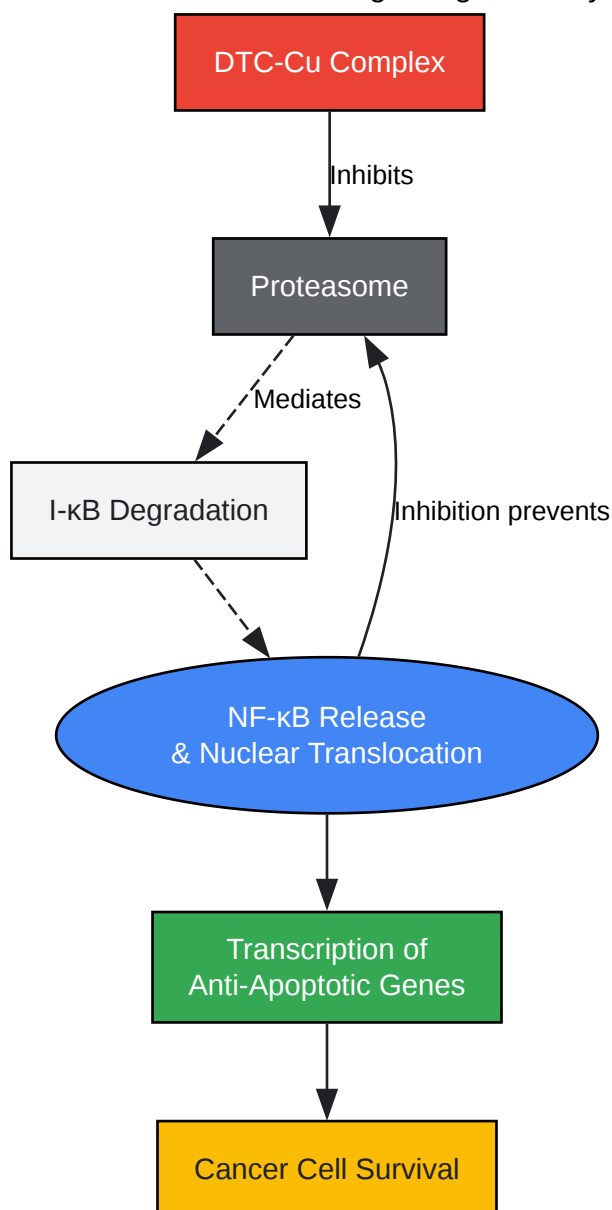 DTC-Cu Complex
Inhibits
Proteasome
Mediates
I-κB Degradation
Inhibition prevents
NF-κB Release
& Nuclear Translocation
Transcription of
Anti-Apoptotic Genes
Cancer Cell Survival